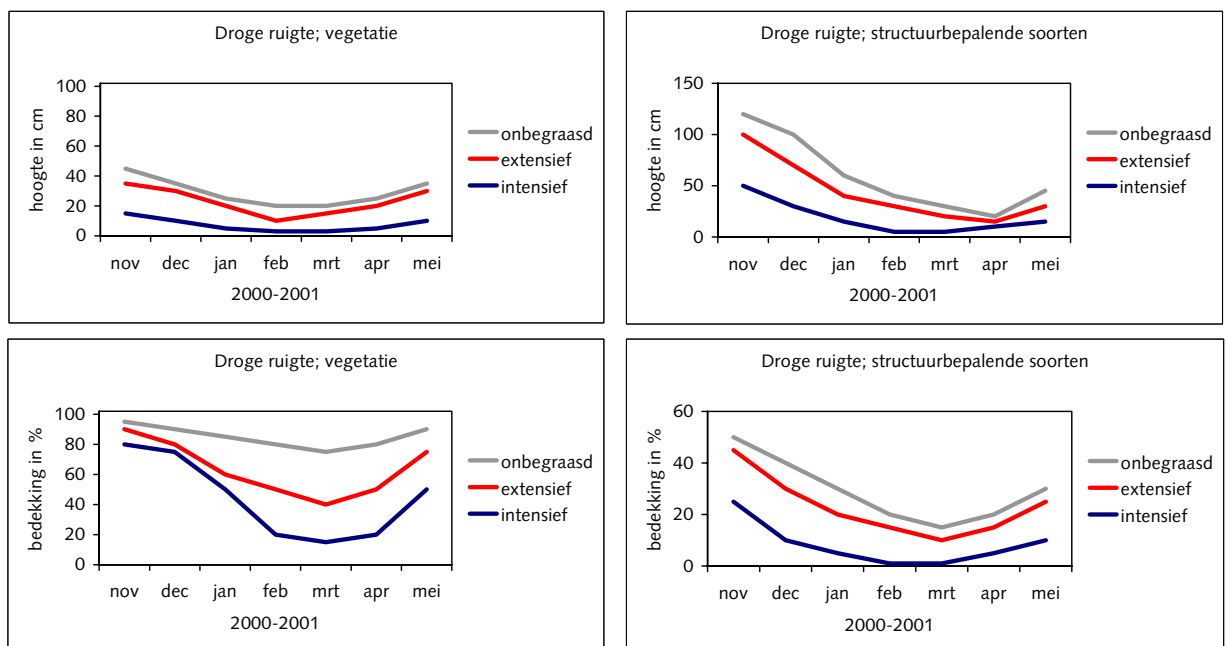 Droge ruigte; vegetatie
100
80
60
40
20
0
hoogte in cm
nov dec jan feb mrt apr mei
2000-2001
onbegraasd
extensief
intensief
Droge ruigte; structuurbepalende soorten
150
100
50
0
hoogte in cm
nov dec jan feb mrt apr mei
2000-2001
onbegraasd
extensief
intensief
Droge ruigte; vegetatie
100
80
60
40
20
0
bedekking in %
nov dec jan feb mrt apr mei
2000-2001
onbegraasd
extensief
intensief
Droge ruigte; structuurbepalende soorten
60
40
20
0
bedekking in %
nov dec jan feb mrt apr mei
2000-2001
onbegraasd
extensief
intensief